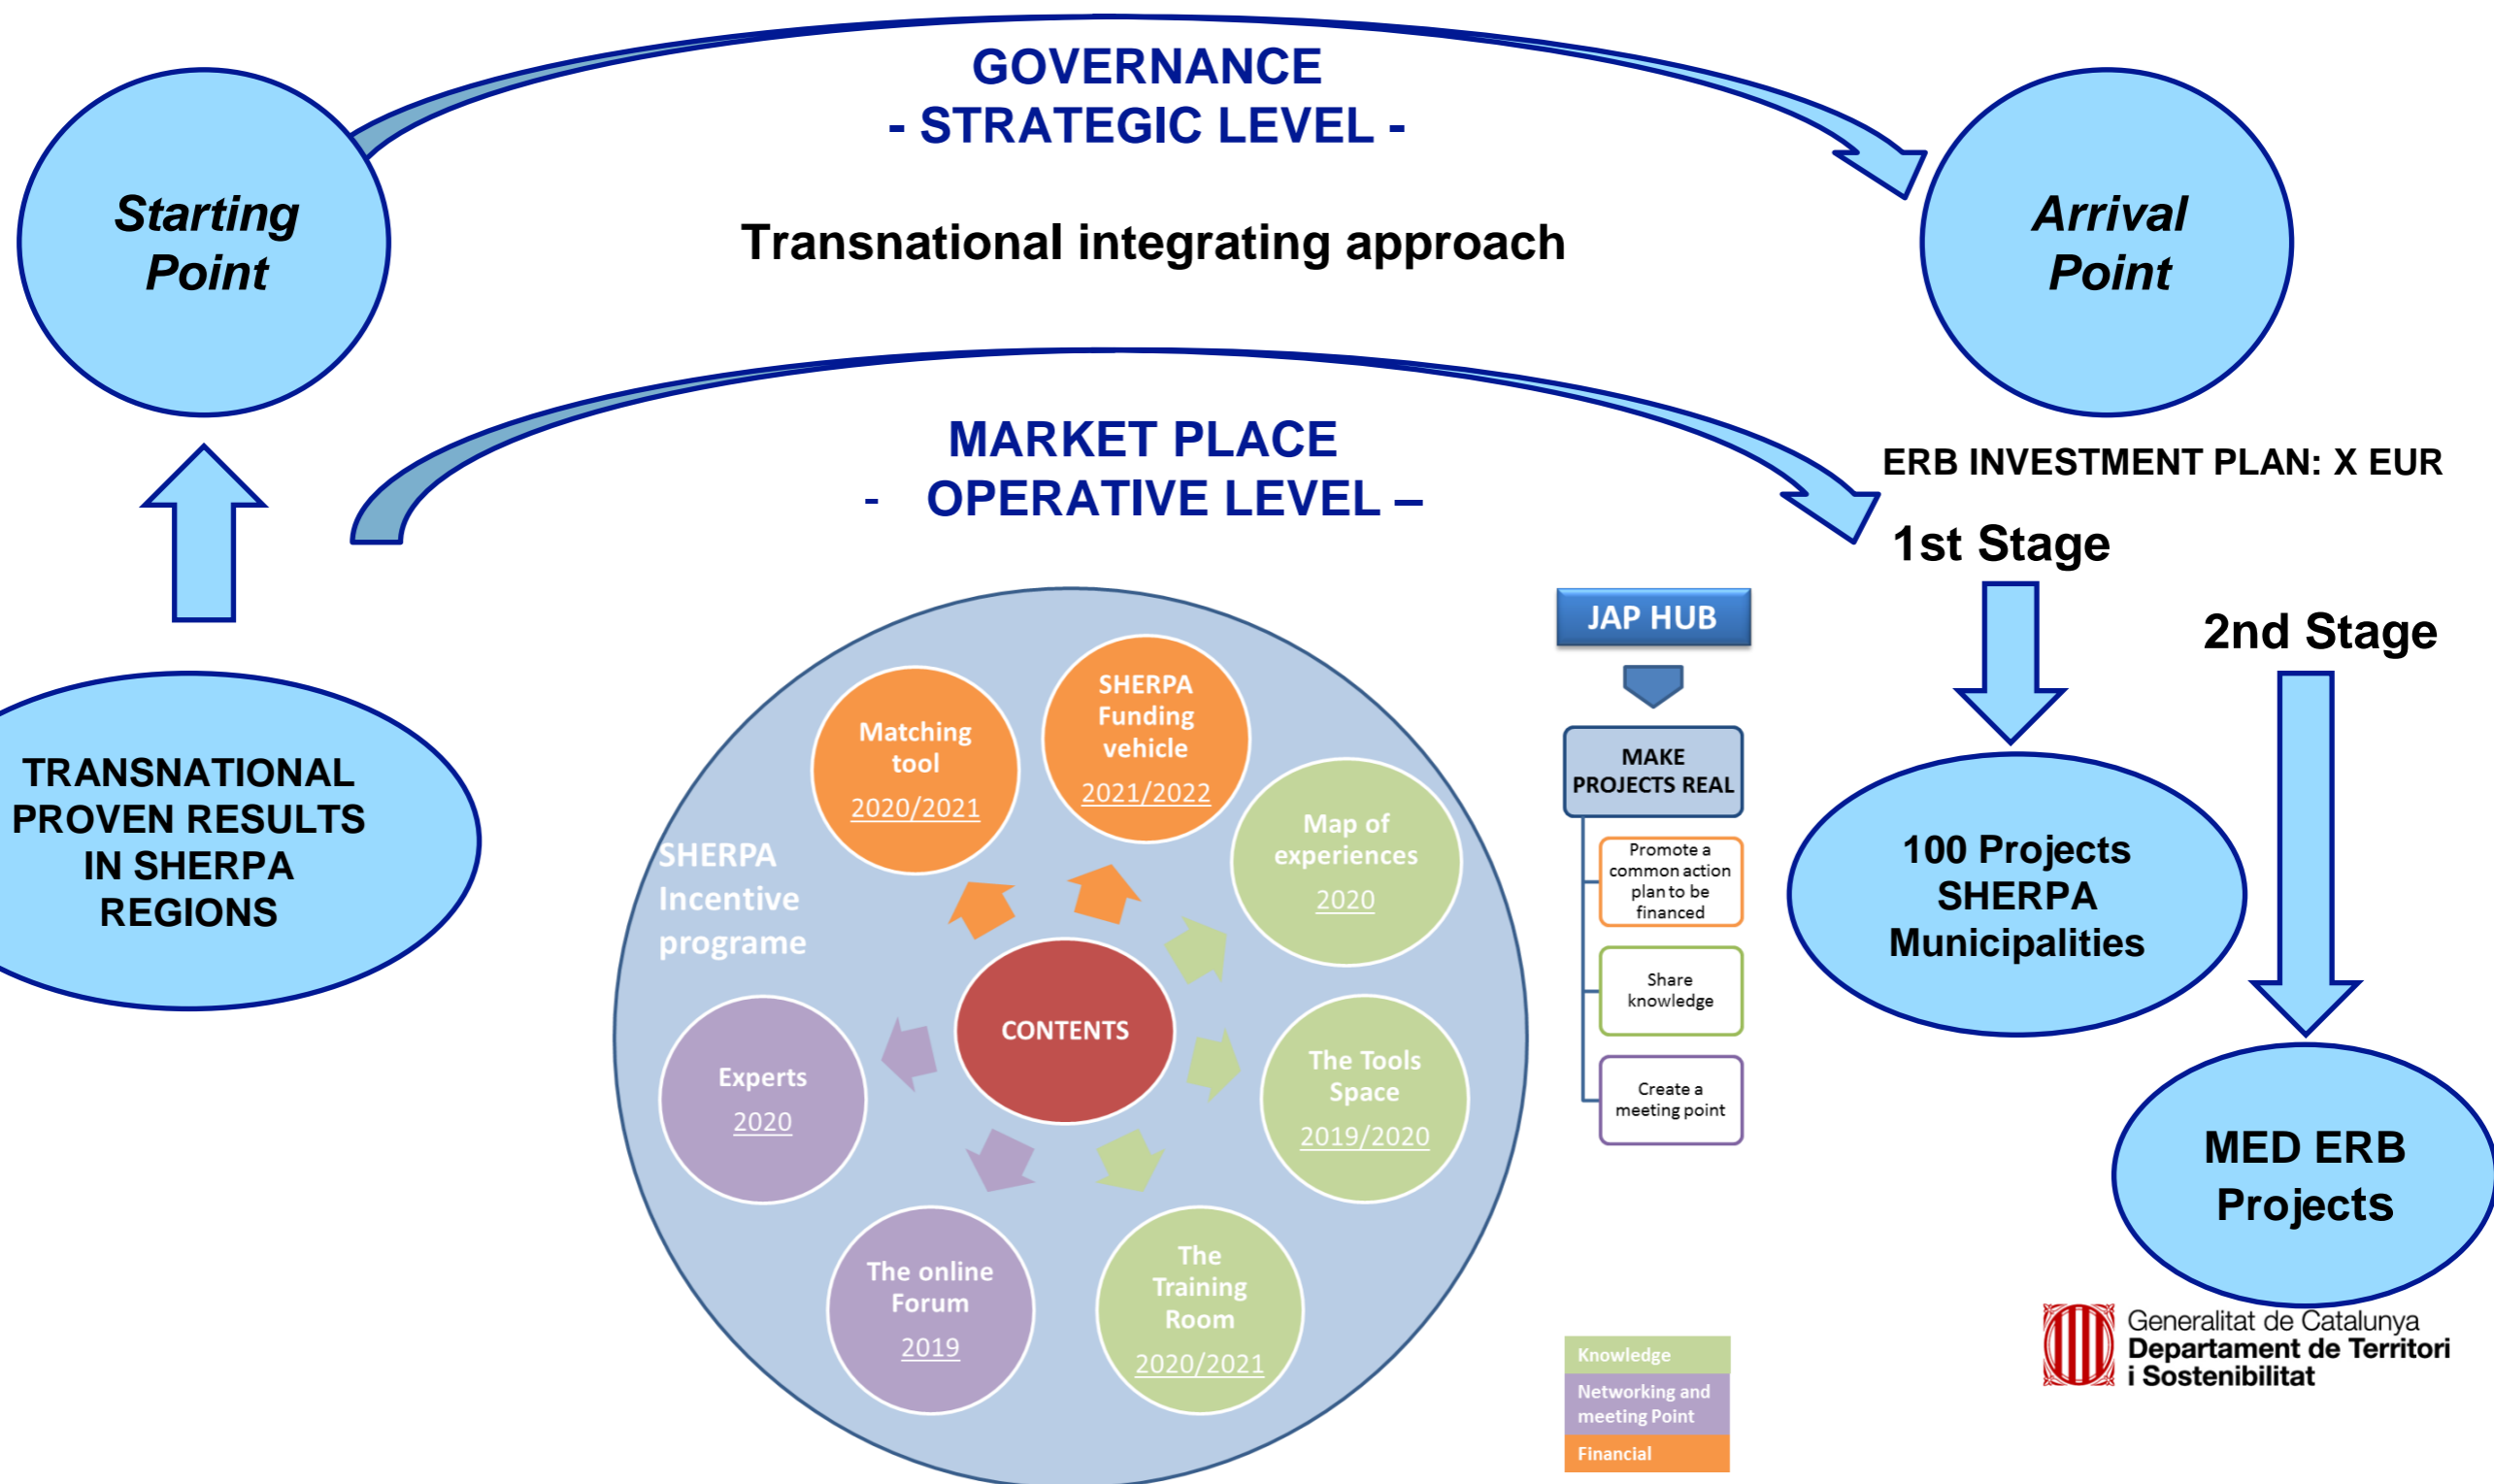 GOVERNANCE
- STRATEGIC LEVEL -
Starting
Point
Transnational integrating approach
Arrival
Point
MARKET PLACE
- OPERATIVE LEVEL –
ERB INVESTMENT PLAN: X EUR
1st Stage
2nd Stage
TRANSNATIONAL
PROVEN RESULTS
IN SHERPA
REGIONS
SHERPA
Incentive
programe
Matching
tool
2020/2021
SHERPA
Funding
vehicle
2021/2022
Map of
experiences
2020
CONTENTS
Experts
2020
The Tools
Space
2019/2020
The online
Forum
2019
The
Training
Room
2020/2021
JAP HUB
MAKE
PROJECTS REAL
Promote a
common action
plan to be
financed
Share
knowledge
Create a
meeting point
100 Projects
SHERPA
Municipalities
MED ERB
Projects
Knowledge
Networking and
meeting Point
Financial
Generalitat de Catalunya
Departament de Territori
i Sostenibilitat